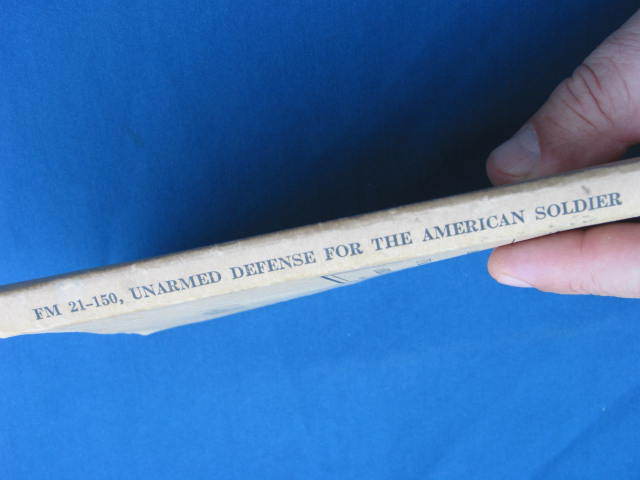 FM 21-150, UNARMED DEFENSE FOR THE AMERICAN SOLDIER